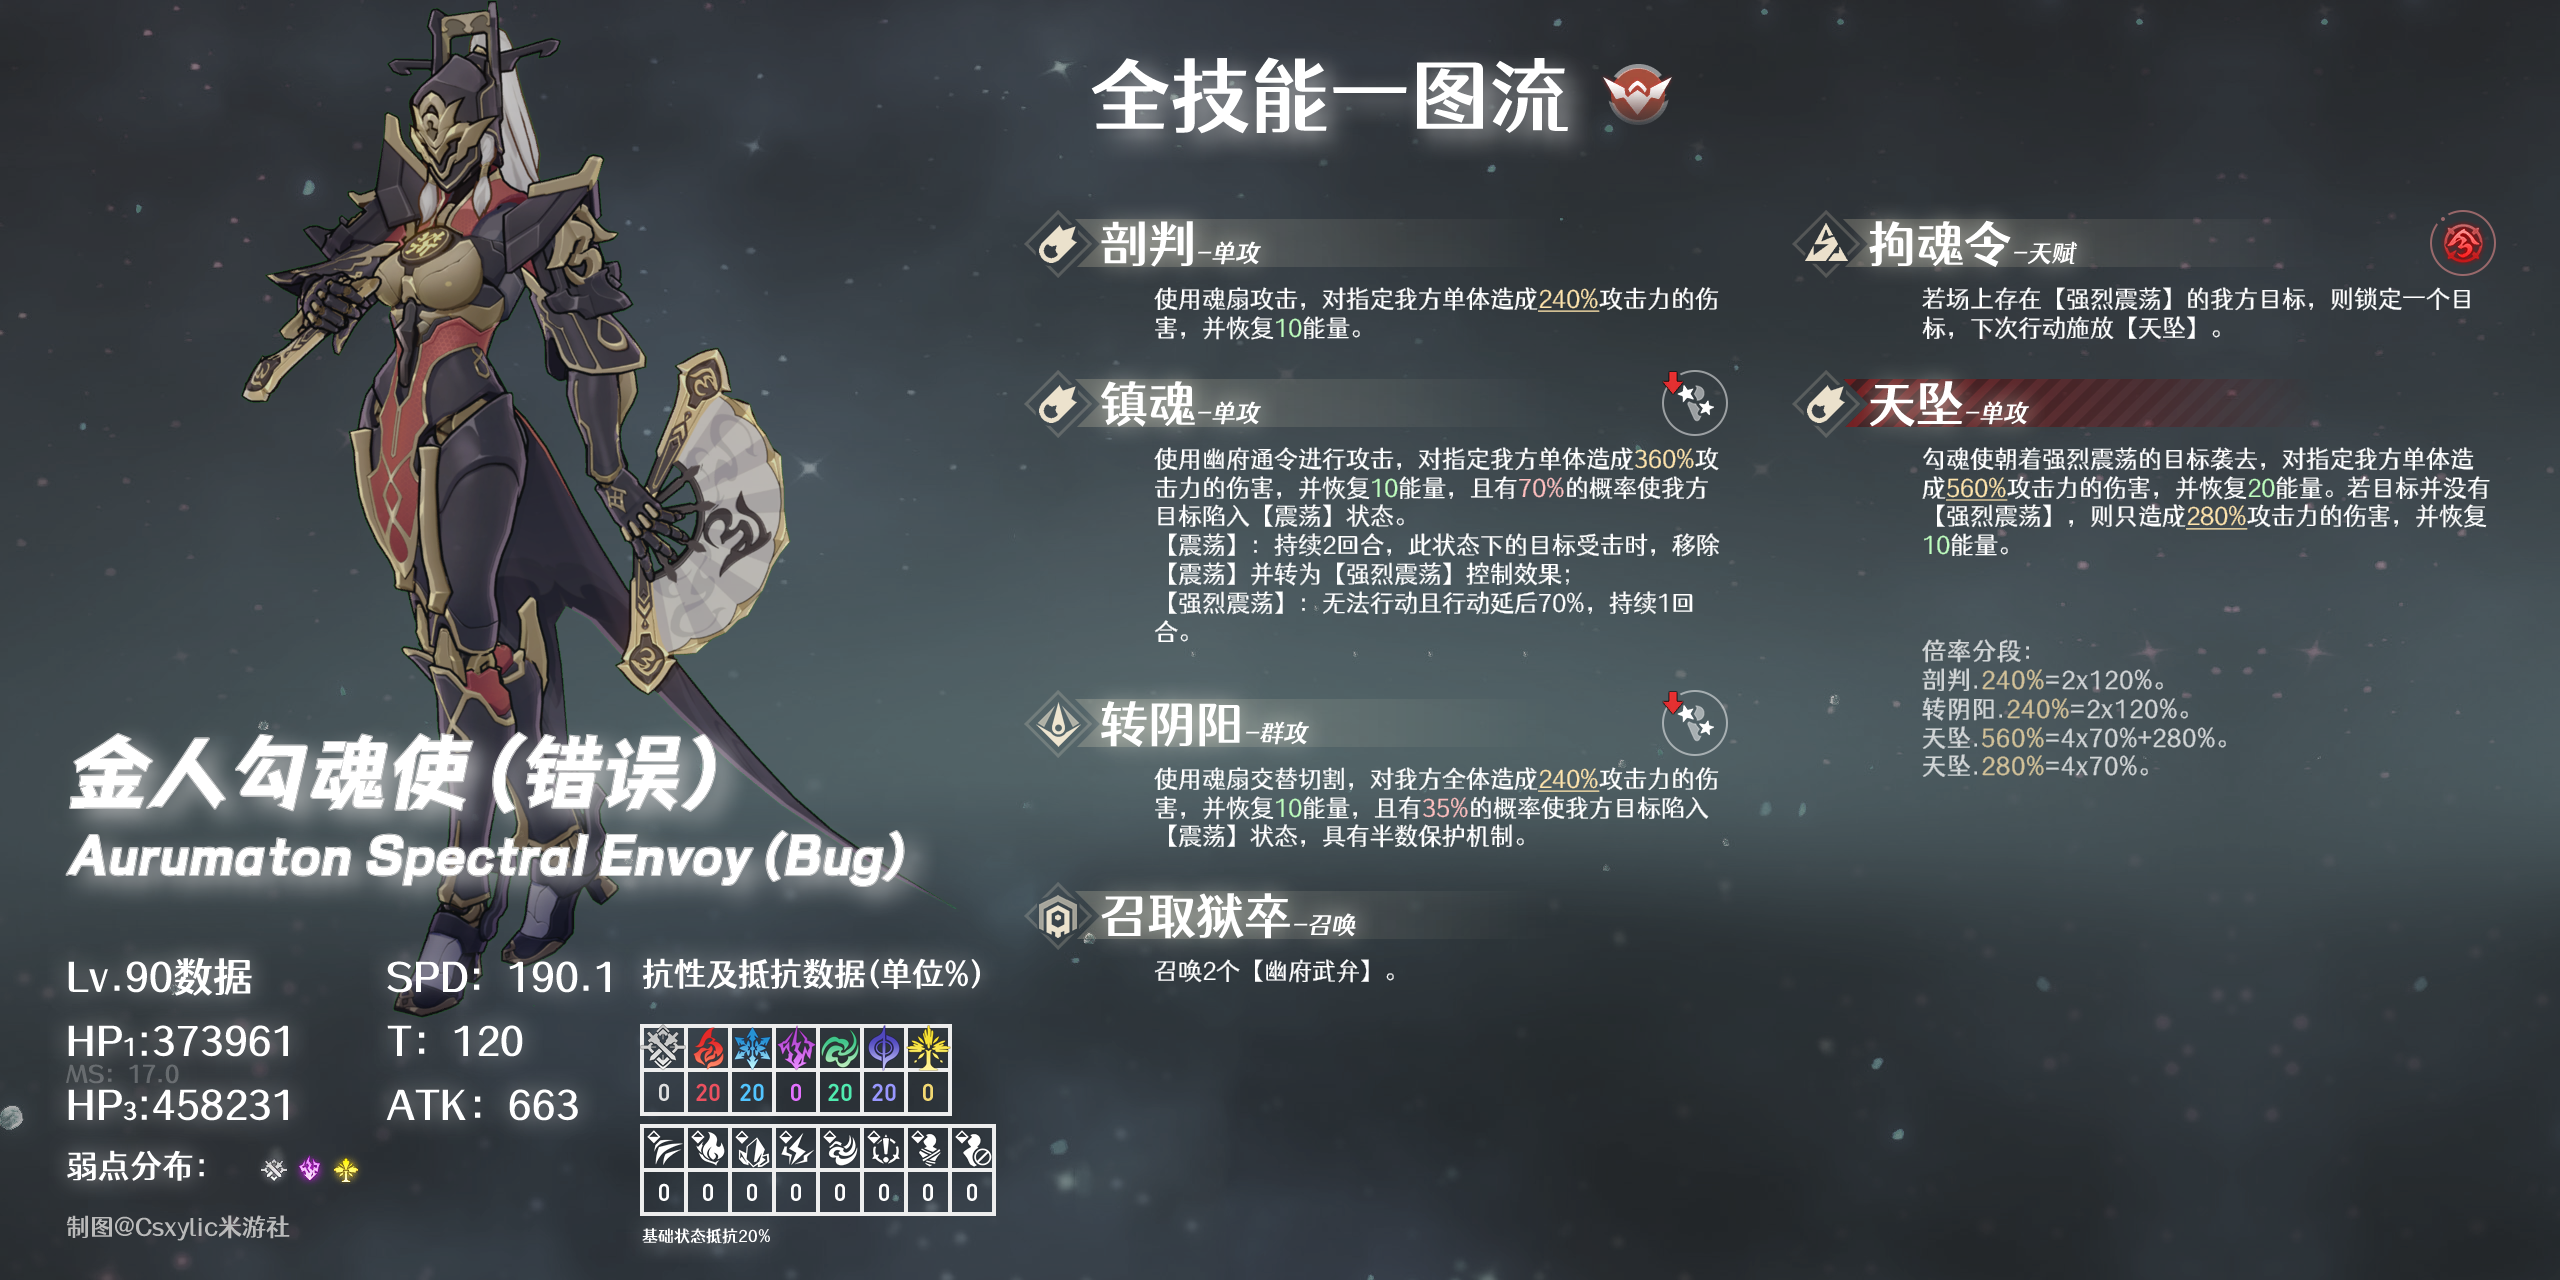 全技能一图流
剖判-单攻
使用魂扇攻击，对指定我方单体造成240%攻击力的伤
害，并恢复10能量。
镇魂-单攻
使用幽府通令进行攻击，对指定我方单体造成360%攻
击力的伤害，并恢复10能量，且有70%的概率使我方
目标陷入【震荡】状态。
【震荡】：持续2回合，此状态下的目标受击时，移除
【震荡】并转为【强烈震荡】控制效果；
【强烈震荡】：无法行动且行动延后70%，持续1回
合。
转阴阳-群攻
使用魂扇交替切割，对我方全体造成240%攻击力的伤
害，并恢复10能量，且有35%的概率使我方目标陷入
【震荡】状态，具有半数保护机制。
召取狱卒-召唤
召唤2个【幽府武弁】。
拘魂令-天赋
若场上存在【强烈震荡】的我方目标，则锁定一个目
标，下次行动施放【天坠】。
天坠-单攻
勾魂使朝着强烈震荡的目标袭去，对指定我方单体造
成560%攻击力的伤害，并恢复20能量。若目标并没有
【强烈震荡】，则只造成280%攻击力的伤害，并恢复
10能量。
倍率分段：
剖判.240%=2x120%。
转阴阳.240%=2x120%。
天坠.560%=4x70%+280%。
天坠.280%=4x70%。
金人勾魂使（错误）
Aurumaton Spectral Envoy (Bug)
Lv.90数据
SPD：190.1
HP1:373961
T：120
MS：17.0
HP3:458231
ATK：663
弱点分布：
制图@Csxylic米游社
抗性及抵抗数据(单位%)
0 20 20 0 20 20 0
0 0 0 0 0 0 0 0
基础状态抵抗20%